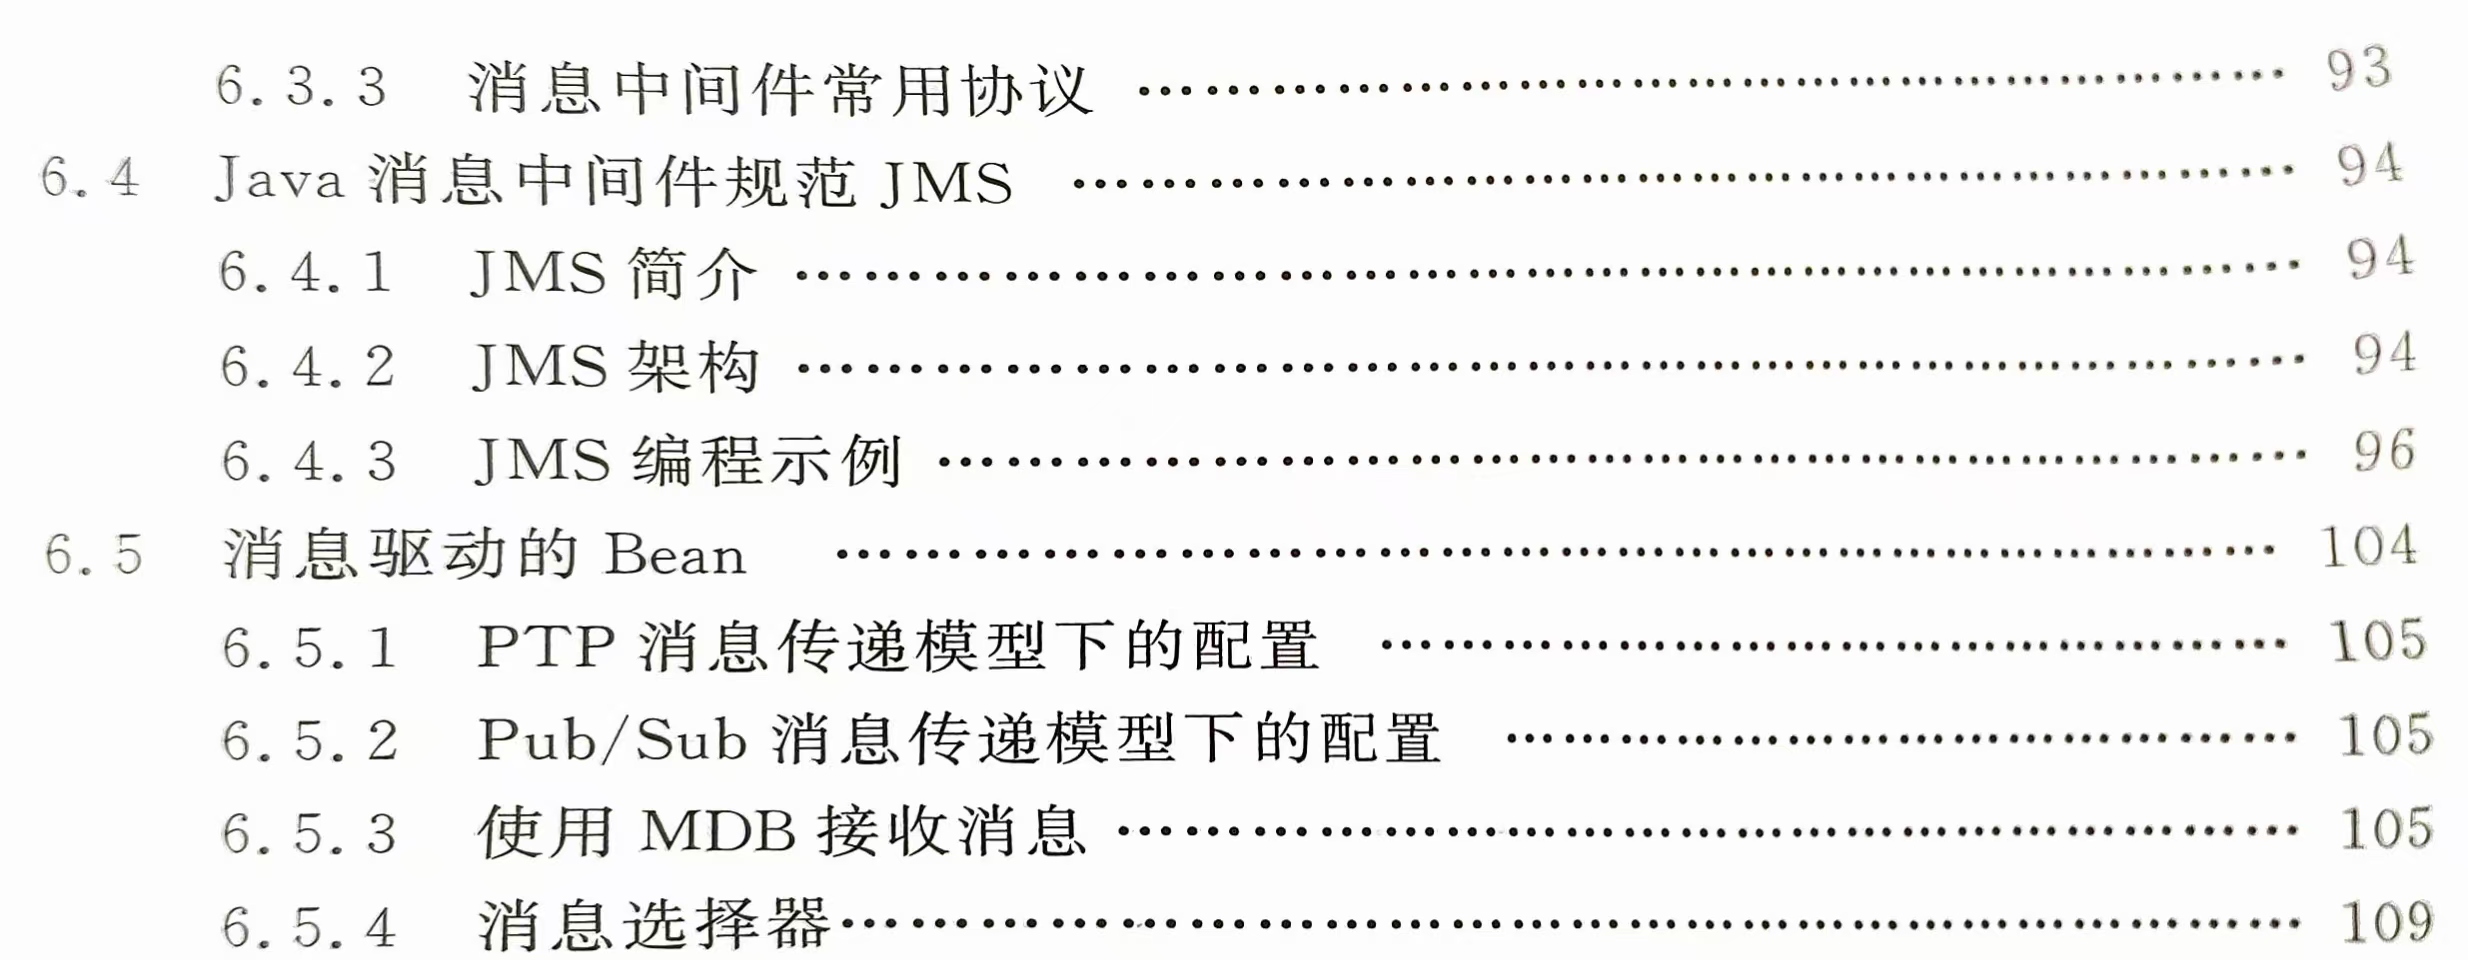 6.3.3 消息中间件常用协议 …… 93
6.4 Java 消息中间件规范 JMS …… 94
6.4.1 JMS 简介 …… 94
6.4.2 JMS 架构 …… 94
6.4.3 JMS 编程示例 …… 96
6.5 消息驱动的 Bean …… 104
6.5.1 PTP 消息传递模型下的配置 …… 105
6.5.2 Pub/Sub 消息传递模型下的配置 …… 105
6.5.3 使用 MDB 接收消息 …… 105
6.5.4 消息选择器 …… 109